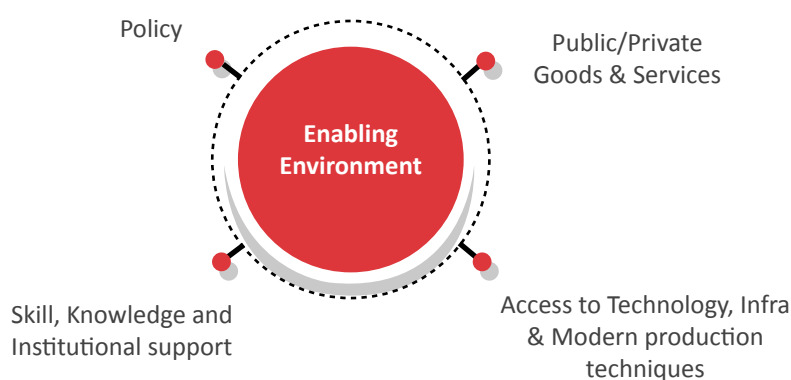 Policy
Public/Private
Goods & Services
Enabling
Environment
Skill, Knowledge and
Institutional support
Access to Technology, Infra
& Modern production
techniques